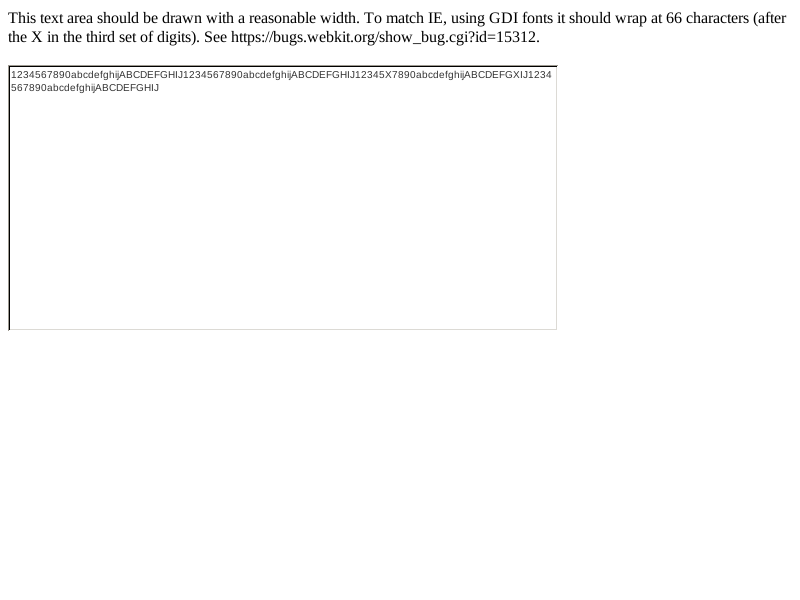 This text area should be drawn with a reasonable width. To match IE, using GDI fonts it should wrap at 66 characters (after
the X in the third set of digits). See https://bugs.webkit.org/show_bug.cgi?id=15312.
1234567890abcdefghijABCDEFGHIJ1234567890abcdefghijABCDEFGHIJ12345X7890abcdefghijABCDEFGXIJ1234
567890abcdefghijABCDEFGHIJ